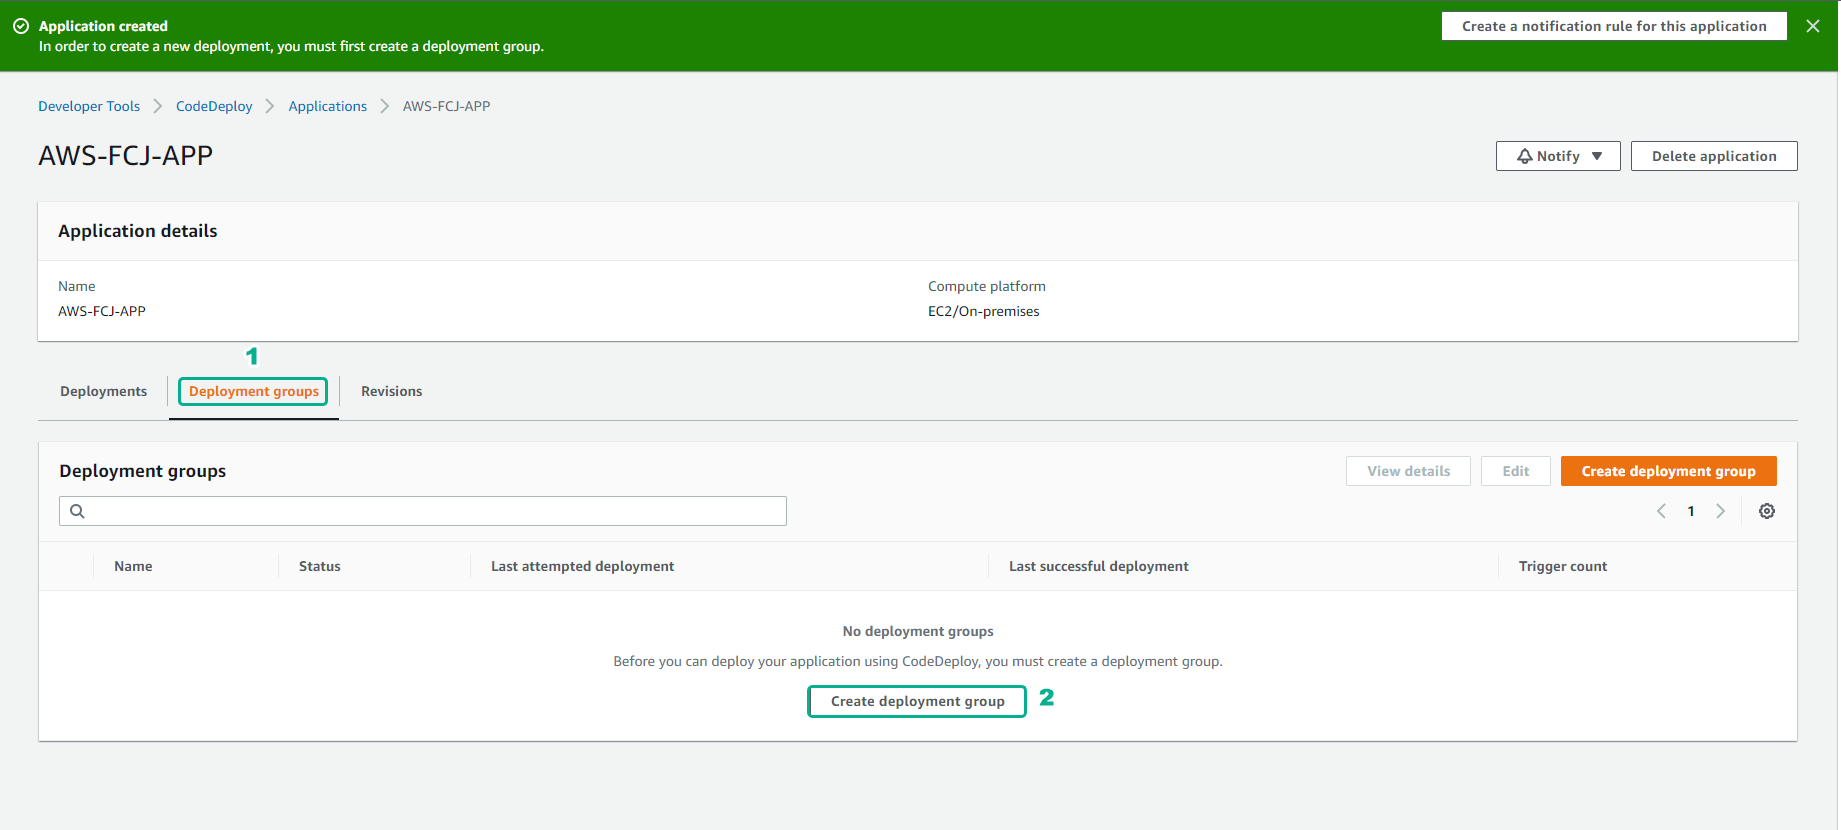 Application created
In order to create a new deployment, you must first create a deployment group.
Create a notification rule for this application
Developer Tools
CodeDeploy
Applications
AWS-FCJ-APP
AWS-FCJ-APP
Notify
Delete application
Application details
Name
AWS-FCJ-APP
Compute platform
EC2/On-premises
1
Deployments
Deployment groups
Revisions
Deployment groups
View details
Edit
Create deployment group
1
Name
Status
Last attempted deployment
Last successful deployment
Trigger count
No deployment groups
Before you can deploy your application using CodeDeploy, you must create a deployment group.
Create deployment group
2